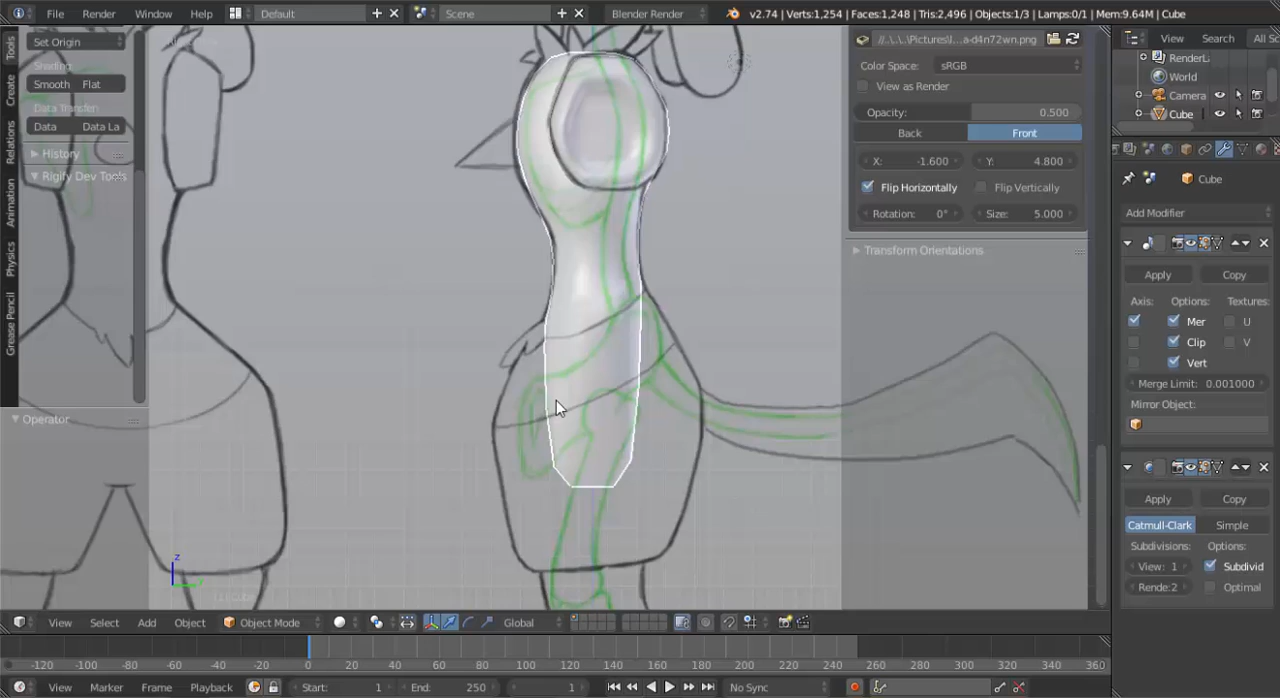 File Render Window Help Default Scene Blender Render v2.74 | Verts:1,254 | Faces:1,248 | Tris:2,496 | Objects:1/3 | Lamps:0/1 | Mem:9.64M | Cube
Tools
Create
Relations
Animation
Physics
Grease Pencil
Set Origin
Shading:
Smooth Flat
Data Transfer:
Data Data La
History
Rigify Dev Tools
Operator
//..\..\..\Pictures\I...a-d4n72wn.png
Color Space: sRGB
View as Render
Opacity: 0.500
Back Front
X: -1.600 Y: 4.800
Flip Horizontally Flip Vertically
Rotation: 0° Size: 5.000
Transform Orientations
View Search All Sc
RenderL
World
Camera
Cube
Cube
Add Modifier
Apply Copy
Axis: Options: Textures:
Mer U
Clip V
Vert
Merge Limit: 0.001000
Mirror Object:
Apply Copy
Catmull-Clark Simple
Subdivisions: Options:
View: 1 Subdivid
Rende:2 Optimal
z
View Select Add Object Object Mode Global
-120 -100 -80 -60 -40 -20 0 20 40 60 80 100 120 140 160 180 200 220 240 260 280 300 320 340 360
View Marker Frame Playback Start: 1 End: 250 1 No Sync